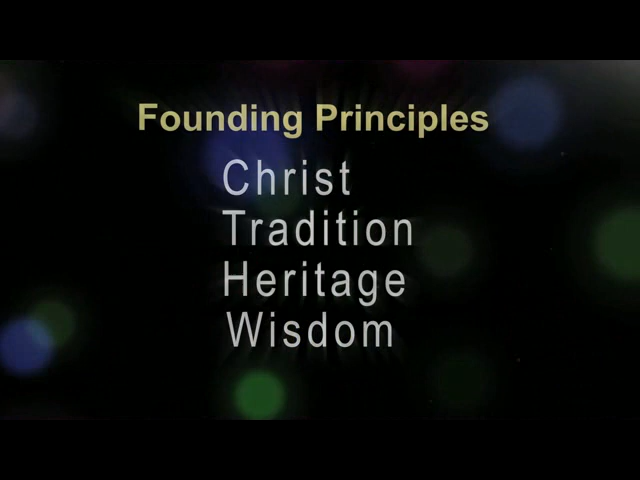 Founding Principles
Christ
Tradition
Heritage
Wisdom